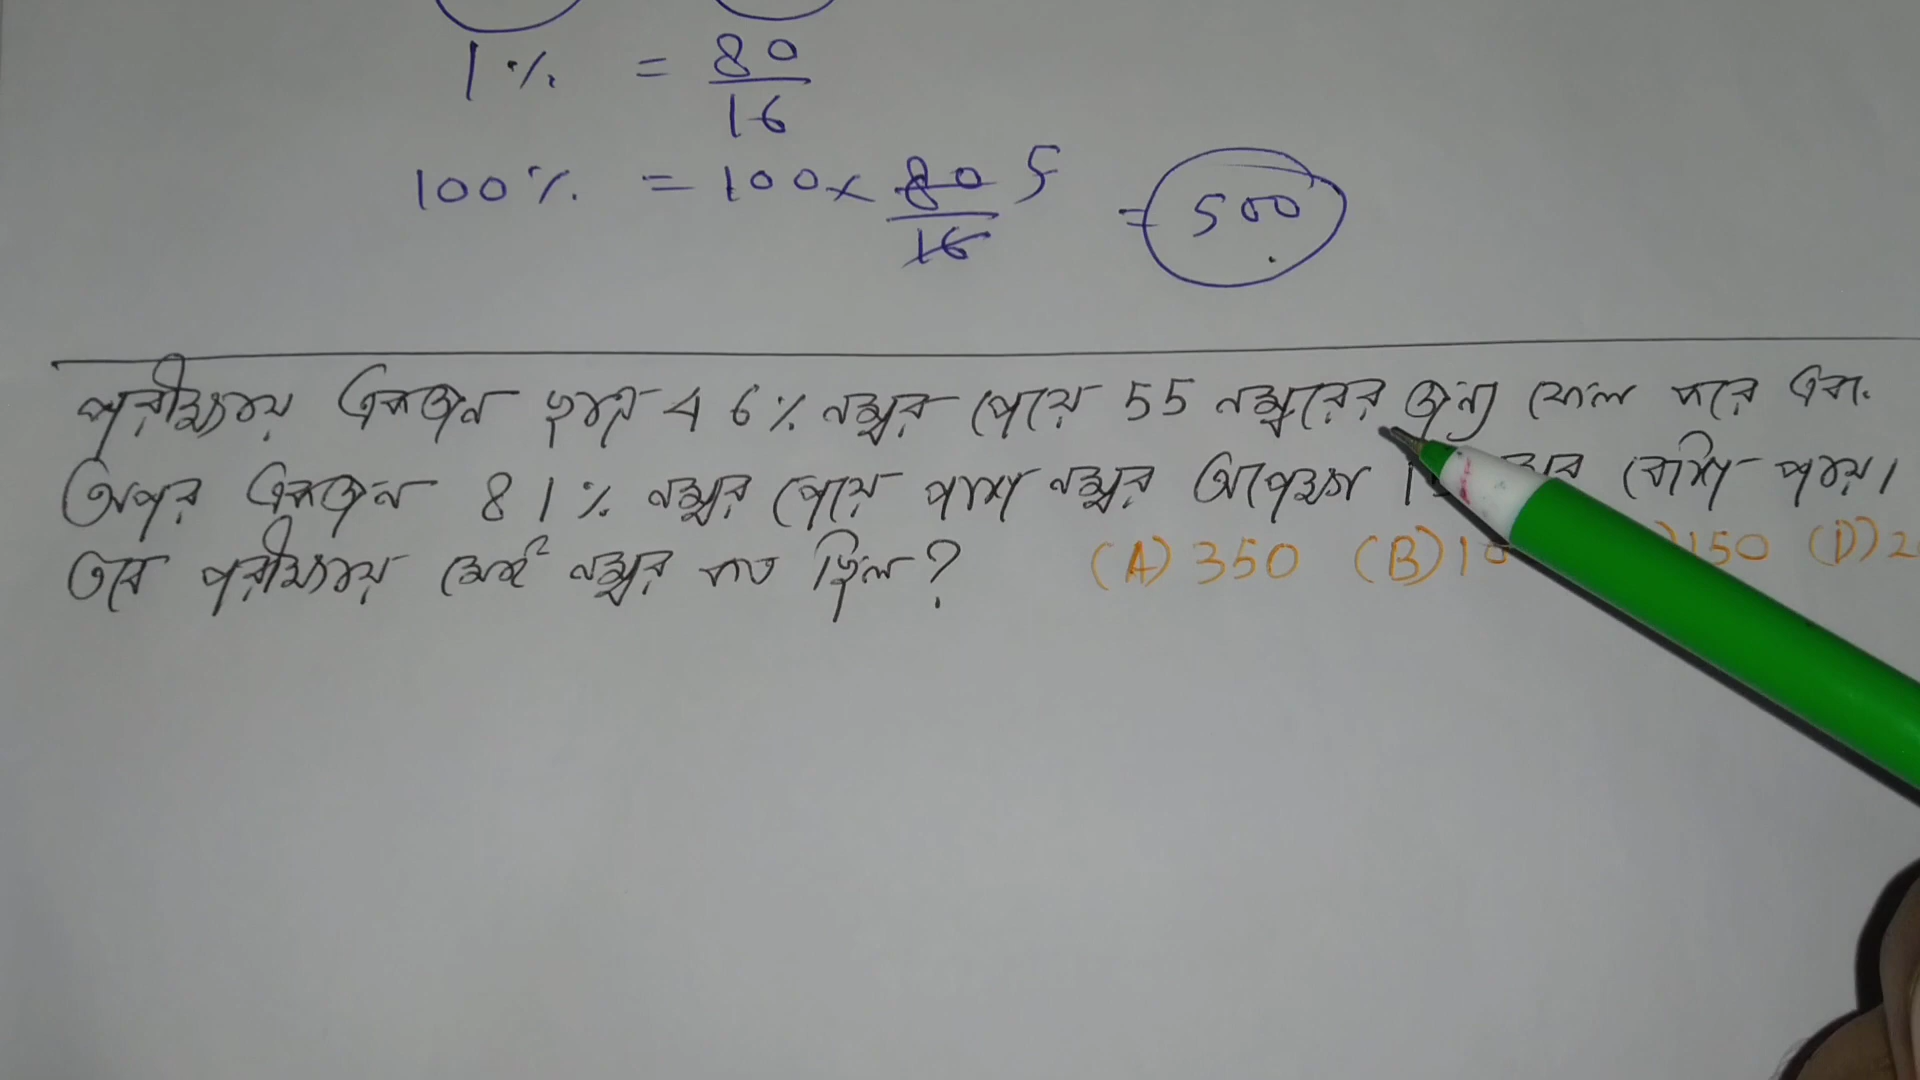 1% = 80/16
100% = 100 × 80/16 5 = 500
পরীক্ষায় একজন ছাত্র 46% নম্বর পেয়ে 55 নম্বরের জন্য ফেল করে এবং
অপর একজন 81% নম্বর পেয়ে পাশ নম্বর অপেক্ষা বেশি পায়।
তবে পরীক্ষায় মোট নম্বর কত ছিল? (A) 350 (B) 150 (D)